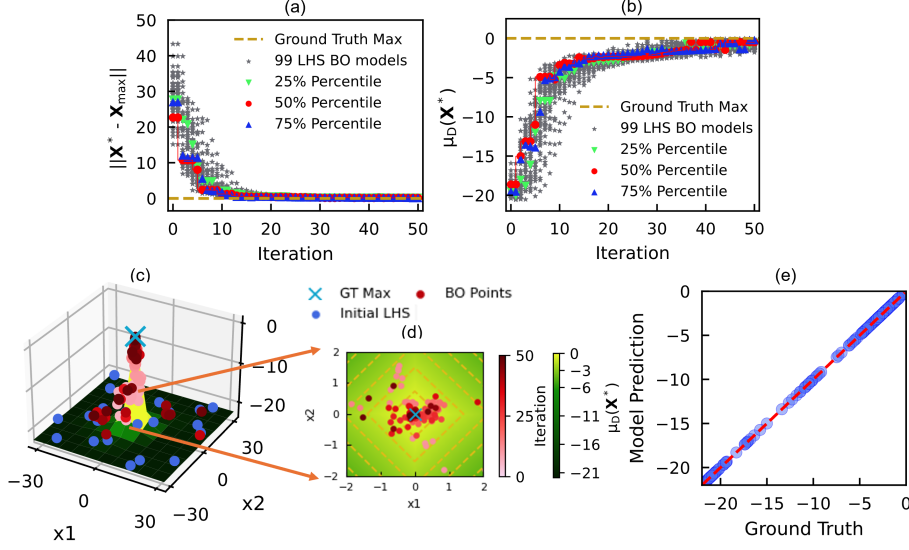 (a)
50
40
30
20
10
0
||X* - Xmax||
Ground Truth Max
99 LHS BO models
25% Percentile
50% Percentile
75% Percentile
0 10 20 30 40 50
Iteration
(b)
0
−5
−10
−15
−20
μD(X*)
Ground Truth Max
99 LHS BO models
25% Percentile
50% Percentile
75% Percentile
0 10 20 30 40 50
Iteration
(c)
GT Max
BO Points
Initial LHS
0
−10
−20
−30
0
30
x1
−30
0
30
x2
(d)
2
1
0
−1
−2
x2
−2 −1 0 1 2
x1
50
25
0
Iteration
0
−3
−6
−11
−16
−21
μD(X*)
(e)
0
−5
−10
−15
−20
Model Prediction
−20 −15 −10 −5 0
Ground Truth